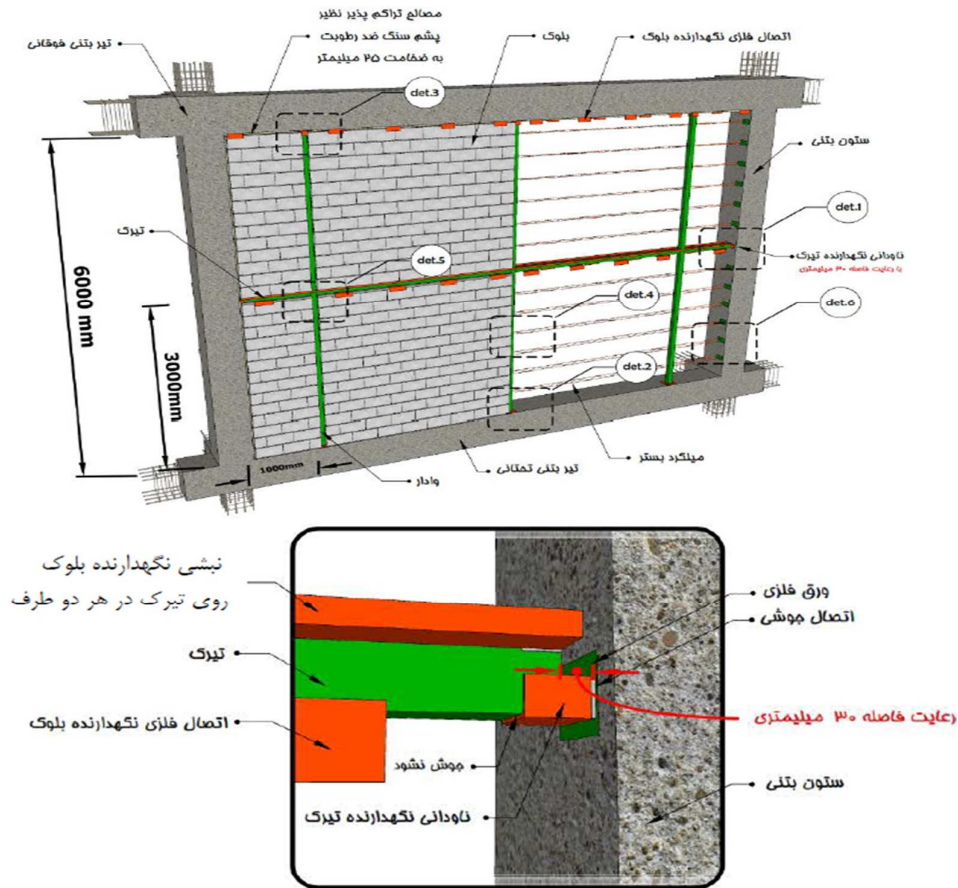 مصالح تراکم پذیر نظیر
پشم سنگ ضد رطوبت
به ضخامت ۲۵ میلیمتر
تیر بتنی فوقانی
بلوک
اتصال فلزی نگهدارنده بلوک
det.3
ستون بتنی
det.1
تیرک
det.5
ناودانی نگهدارنده تیرک
با رعایت فاصله ۳۰ میلیمتری
det.4
det.6
det.2
6000 mm
3000mm
1000mm
وادار
تیر بتنی تحتانی
میلگرد بستر
نبشی نگهدارنده بلوک
روی تیرک در هر دو طرف
ورق فلزی
اتصال جوشی
تیرک
اتصال فلزی نگهدارنده بلوک
رعایت فاصله ۳۰ میلیمتری
جوش نشود
ستون بتنی
ناودانی نگهدارنده تیرک